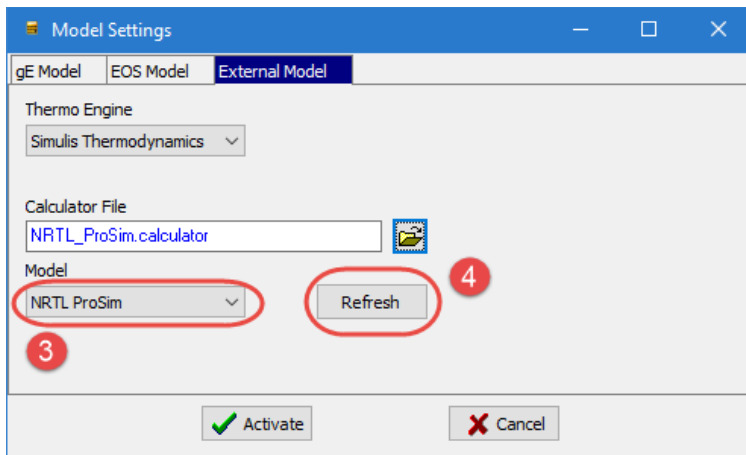 Model Settings
gE Model EOS Model External Model
Thermo Engine
Simulis Thermodynamics
Calculator File
NRTL_ProSim.calculator
Model
NRTL ProSim
Refresh
4
3
Activate Cancel